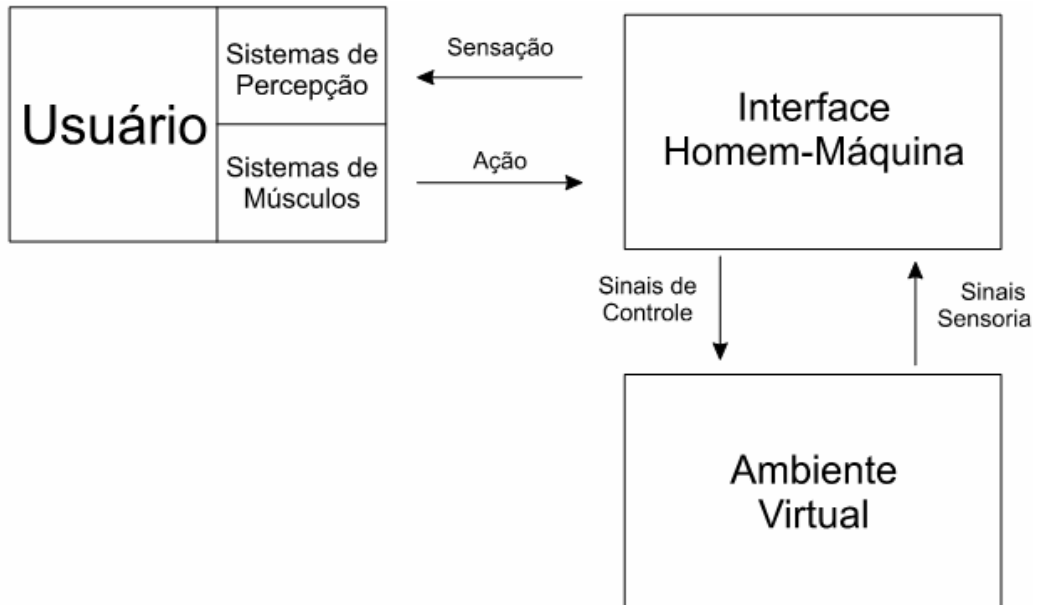 Usuário
Sistemas de
Percepção
Sistemas de
Músculos
Sensação
Ação
Interface
Homem-Máquina
Sinais de
Controle
Sinais
Sensoria
Ambiente
Virtual